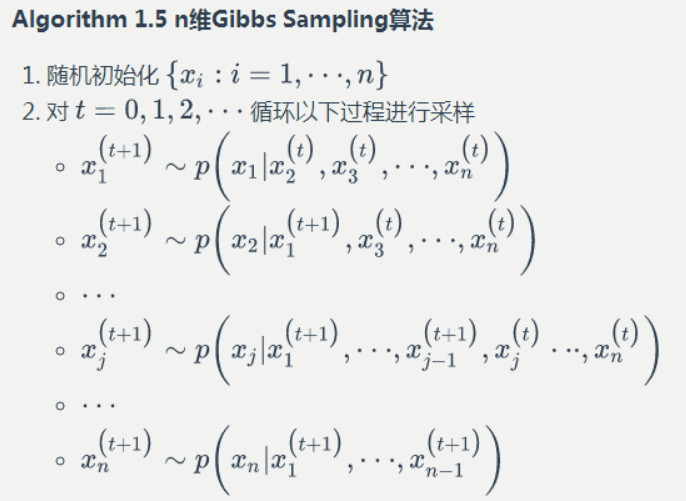 Algorithm 1.5 n维Gibbs Sampling算法
1. 随机初始化 $\{x_i : i = 1, \cdots, n\}$
2. 对 $t = 0, 1, 2, \cdots$ 循环以下过程进行采样
◦ $x_1^{(t+1)} \sim p\left(x_1|x_2^{(t)}, x_3^{(t)}, \cdots, x_n^{(t)}\right)$
◦ $x_2^{(t+1)} \sim p\left(x_2|x_1^{(t+1)}, x_3^{(t)}, \cdots, x_n^{(t)}\right)$
◦ $\cdots$
◦ $x_j^{(t+1)} \sim p\left(x_j|x_1^{(t+1)}, \cdots, x_{j-1}^{(t+1)}, x_j^{(t)} \cdots, x_n^{(t)}\right)$
◦ $\cdots$
◦ $x_n^{(t+1)} \sim p\left(x_n|x_1^{(t+1)}, \cdots, x_{n-1}^{(t+1)}\right)$